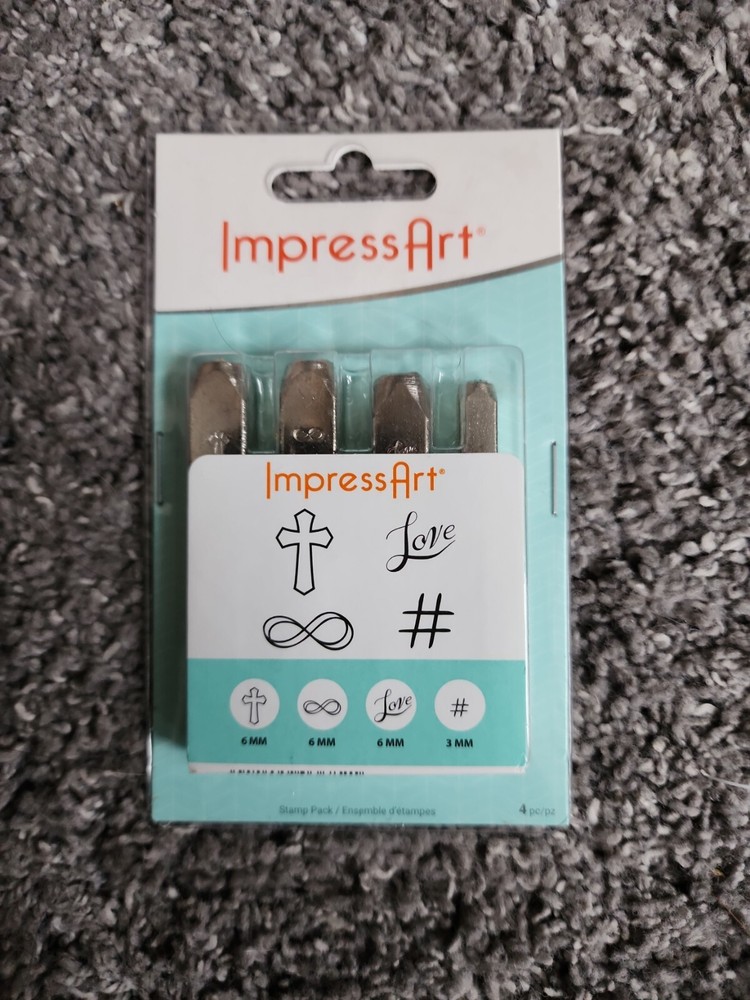 ImpressArt®
ImpressArt®
Love
#
Love #
6 MM 6 MM 6 MM 3 MM
Stamp Pack / Ensemble d'étampes 4 pc/pz